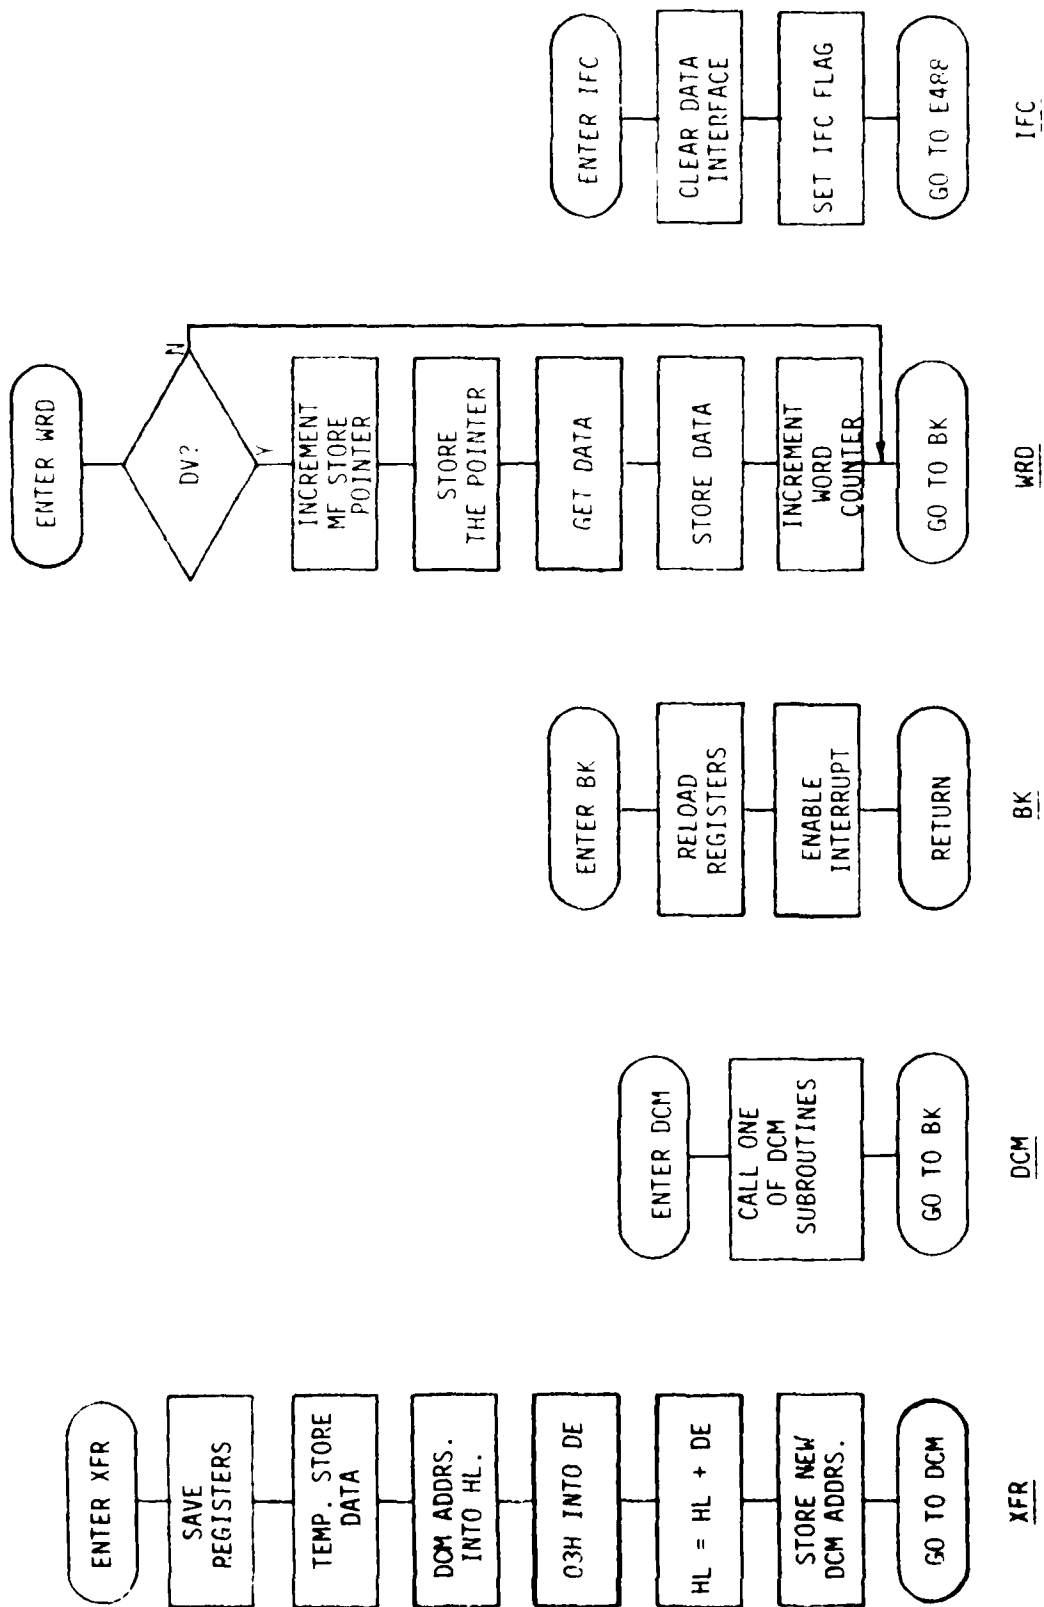 ENTER XFR
SAVE
REGISTERS
TEMP. STORE
DATA
DCM ADDRS.
INTO HL.
03H INTO DE
HL = HL + DE
STORE NEW
DCM ADDRS.
GO TO DCM
XFR
ENTER DCM
CALL ONE
OF DCM
SUBROUTINES
GO TO BK
DCM
ENTER BK
RELOAD
REGISTERS
ENABLE
INTERRUPT
RETURN
BK
ENTER WRD
DV?
N
Y
INCREMENT
MF STORE
POINTER
STORE
THE POINTER
GET DATA
STORE DATA
INCREMENT
WORD
COUNTER
GO TO BK
WRD
ENTER IFC
CLEAR DATA
INTERFACE
SET IFC FLAG
GO TO E488
IFC